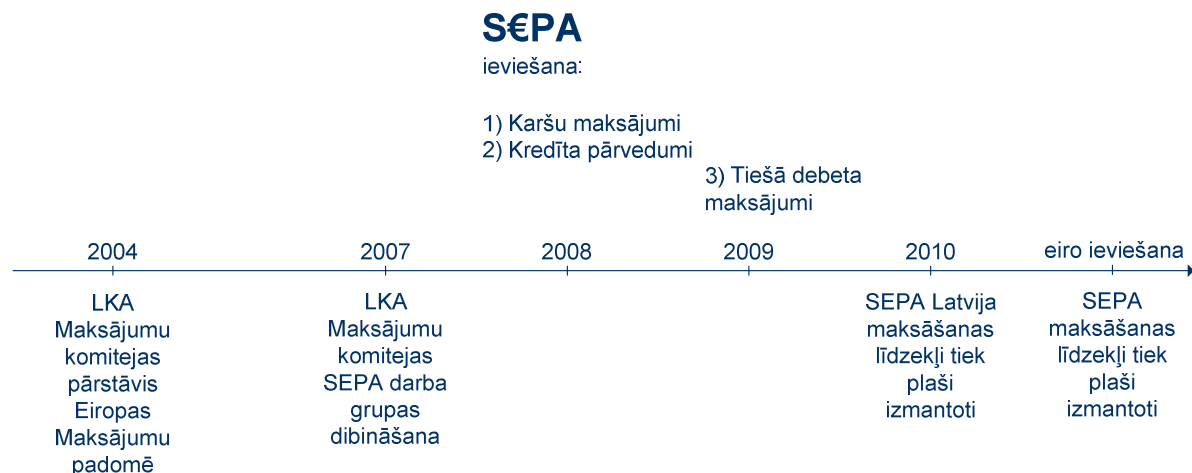 S€PA
ieviešana:
1) Karšu maksājumi
2) Kredīta pārvedumi
3) Tiešā debeta
maksājumi
2004
2007
2008
2009
2010
eiro ieviešana
LKA
Maksājumu
komitejas
pārstāvis
Eiropas
Maksājumu
padomē
LKA
Maksājumu
komitejas
SEPA darba
grupas
dibināšana
SEPA Latvija
maksāšanas
līdzekļi tiek
plaši
izmantoti
SEPA
maksāšanas
līdzekļi tiek
plaši
izmantoti